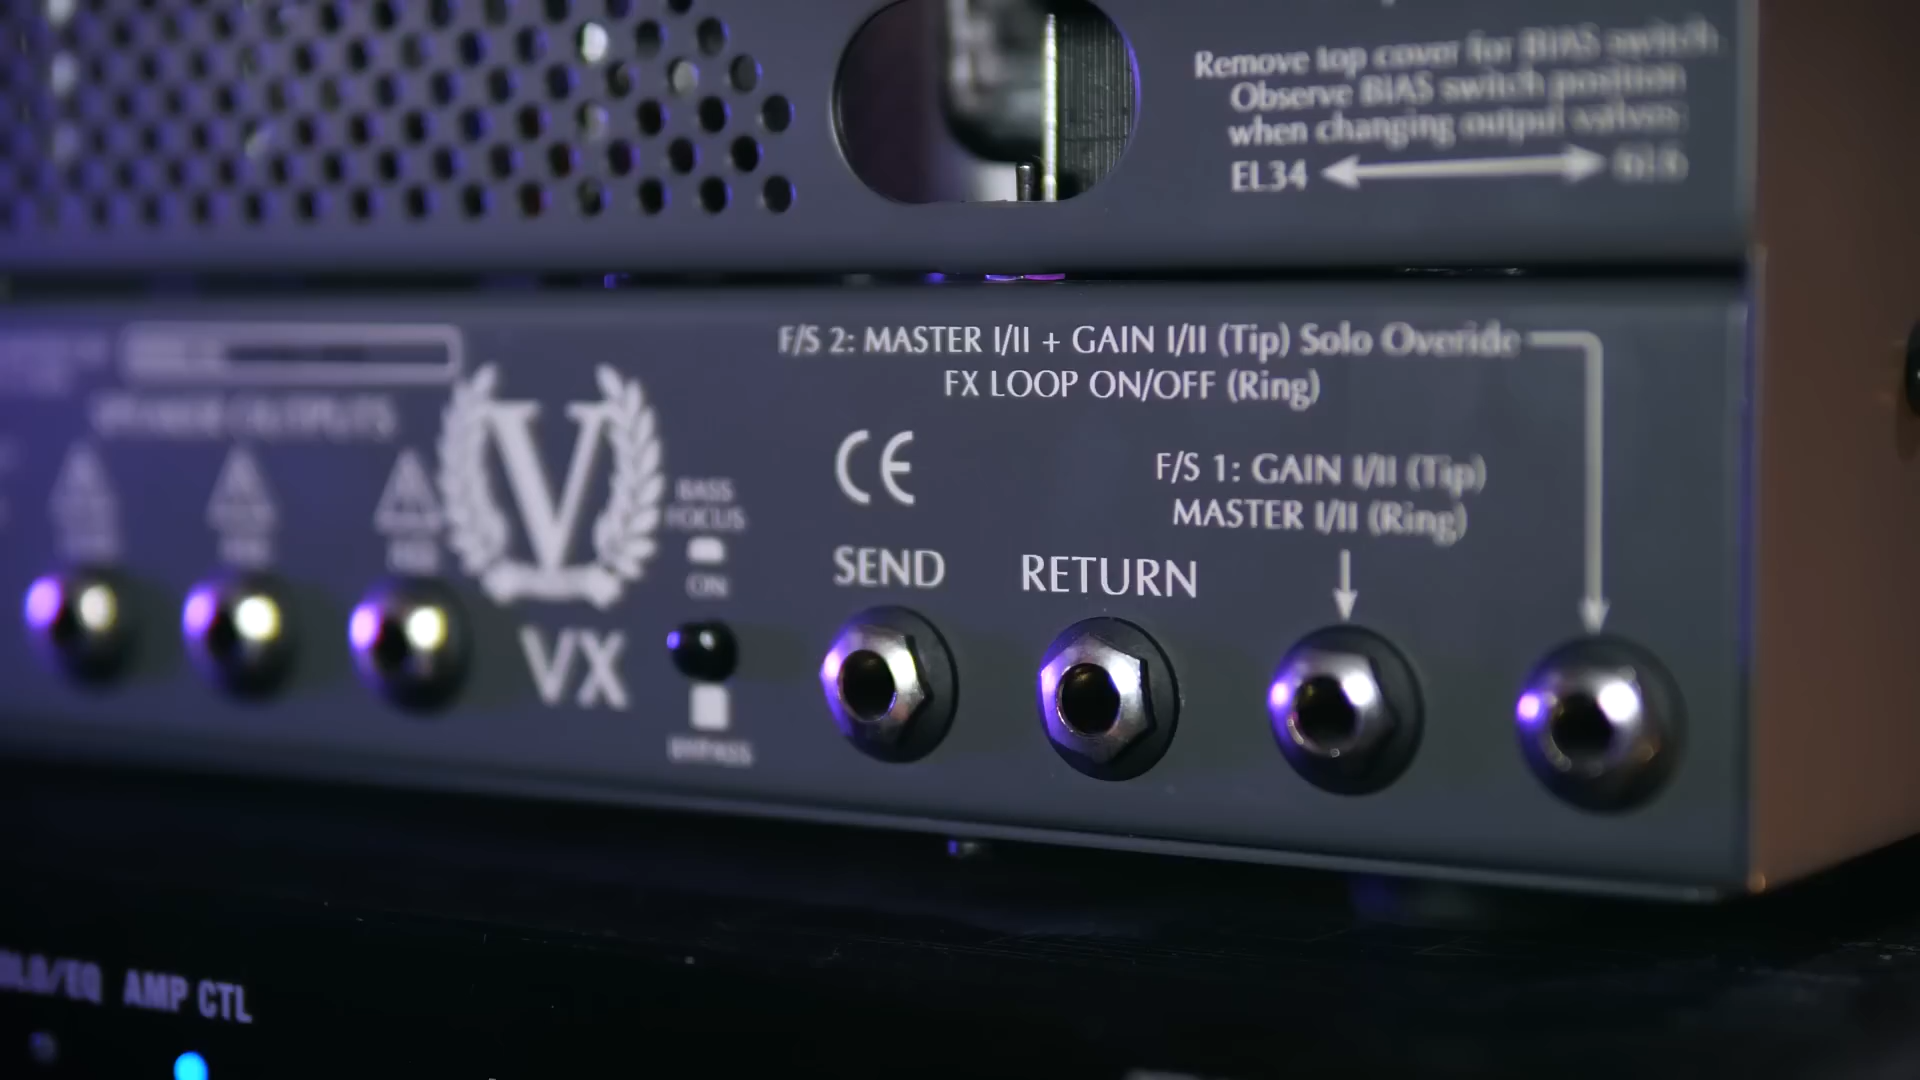 Remove top cover for BIAS switch.
Observe BIAS switch position
when changing output valves.
EL34
F/S 2: MASTER I/II + GAIN I/II (Tip) Solo Overide
FX LOOP ON/OFF (Ring)
SPEAKER OUTPUTS
V
CE
F/S 1: GAIN I/II (Tip)
MASTER I/II (Ring)
BASS
FOCUS
ON
SEND
RETURN
VX
BYPASS
AMP CTL